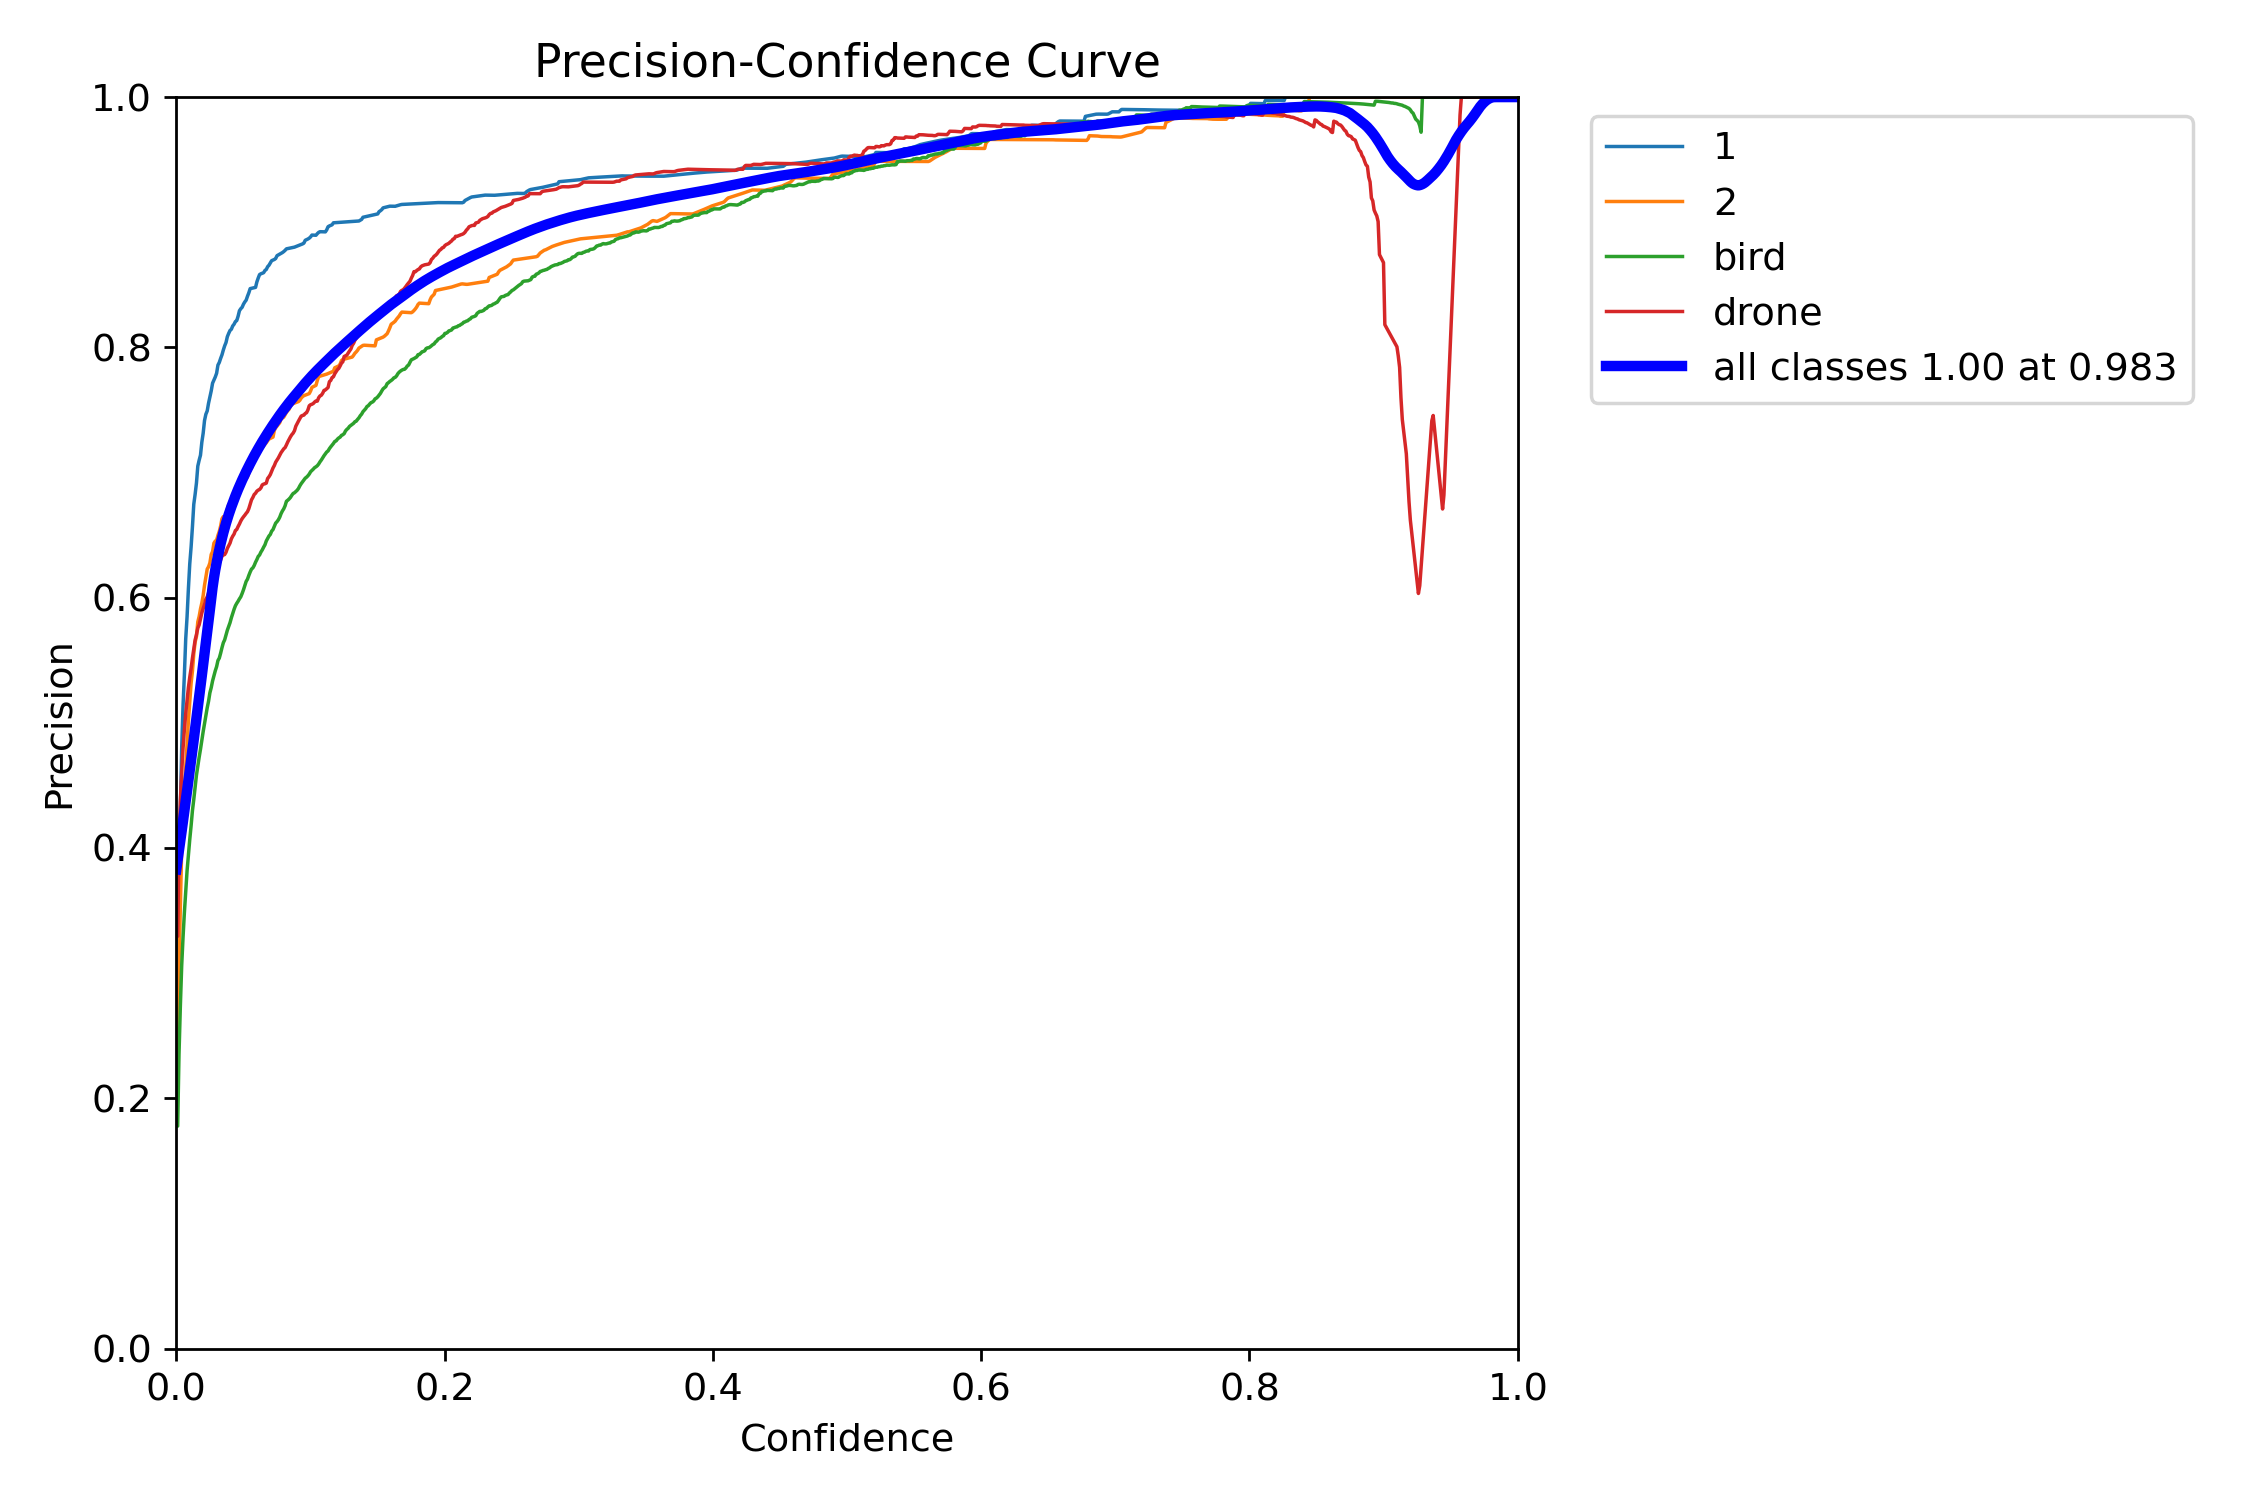 Precision-Confidence Curve
1.0
0.8
0.6
0.4
0.2
0.0
Precision
0.0 0.2 0.4 0.6 0.8 1.0
Confidence
1
2
bird
drone
all classes 1.00 at 0.983